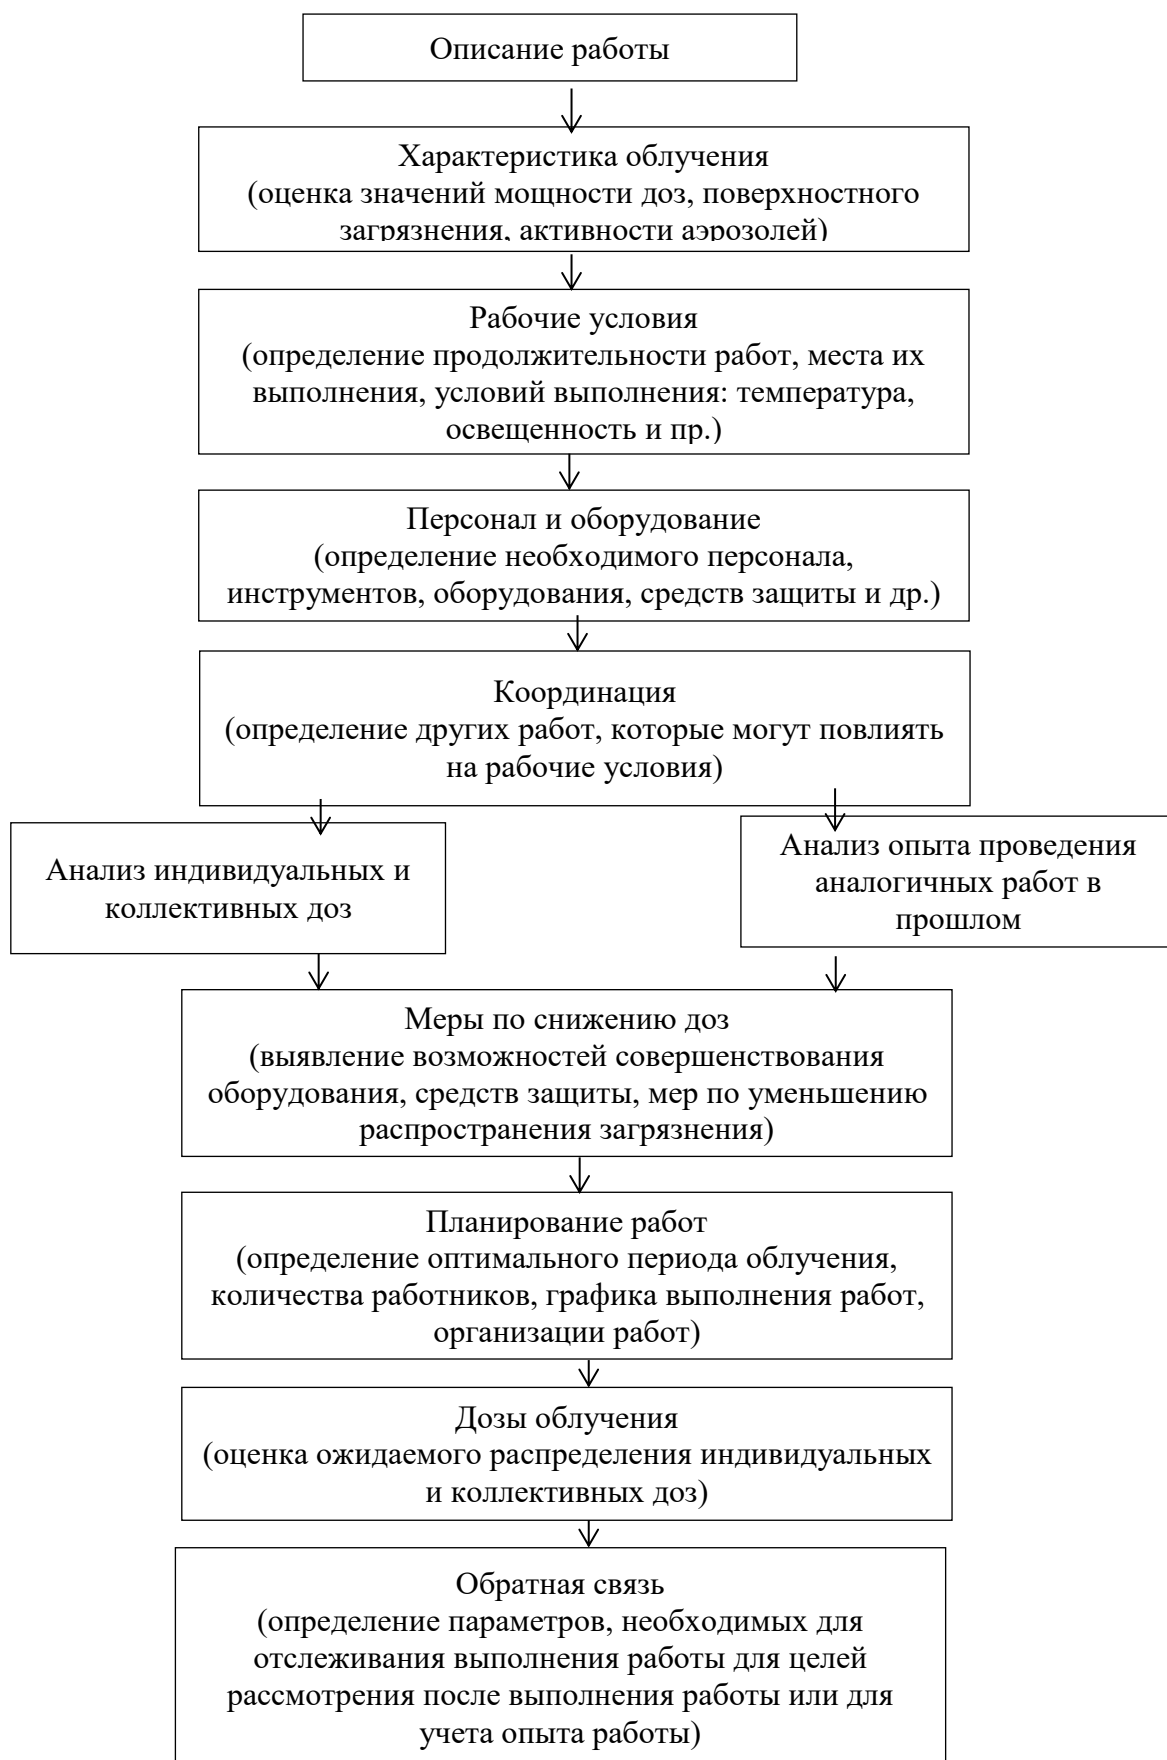 Описание работы
Характеристика облучения
(оценка значений мощности доз, поверхностного
загрязнения, активности аэрозолей)
Рабочие условия
(определение продолжительности работ, места их
выполнения, условий выполнения: температура,
освещенность и пр.)
Персонал и оборудование
(определение необходимого персонала,
инструментов, оборудования, средств защиты и др.)
Координация
(определение других работ, которые могут повлиять
на рабочие условия)
Анализ индивидуальных и
коллективных доз
Анализ опыта проведения
аналогичных работ в
прошлом
Меры по снижению доз
(выявление возможностей совершенствования
оборудования, средств защиты, мер по уменьшению
распространения загрязнения)
Планирование работ
(определение оптимального периода облучения,
количества работников, графика выполнения работ,
организации работ)
Дозы облучения
(оценка ожидаемого распределения индивидуальных
и коллективных доз)
Обратная связь
(определение параметров, необходимых для
отслеживания выполнения работы для целей
рассмотрения после выполнения работы или для
учета опыта работы)